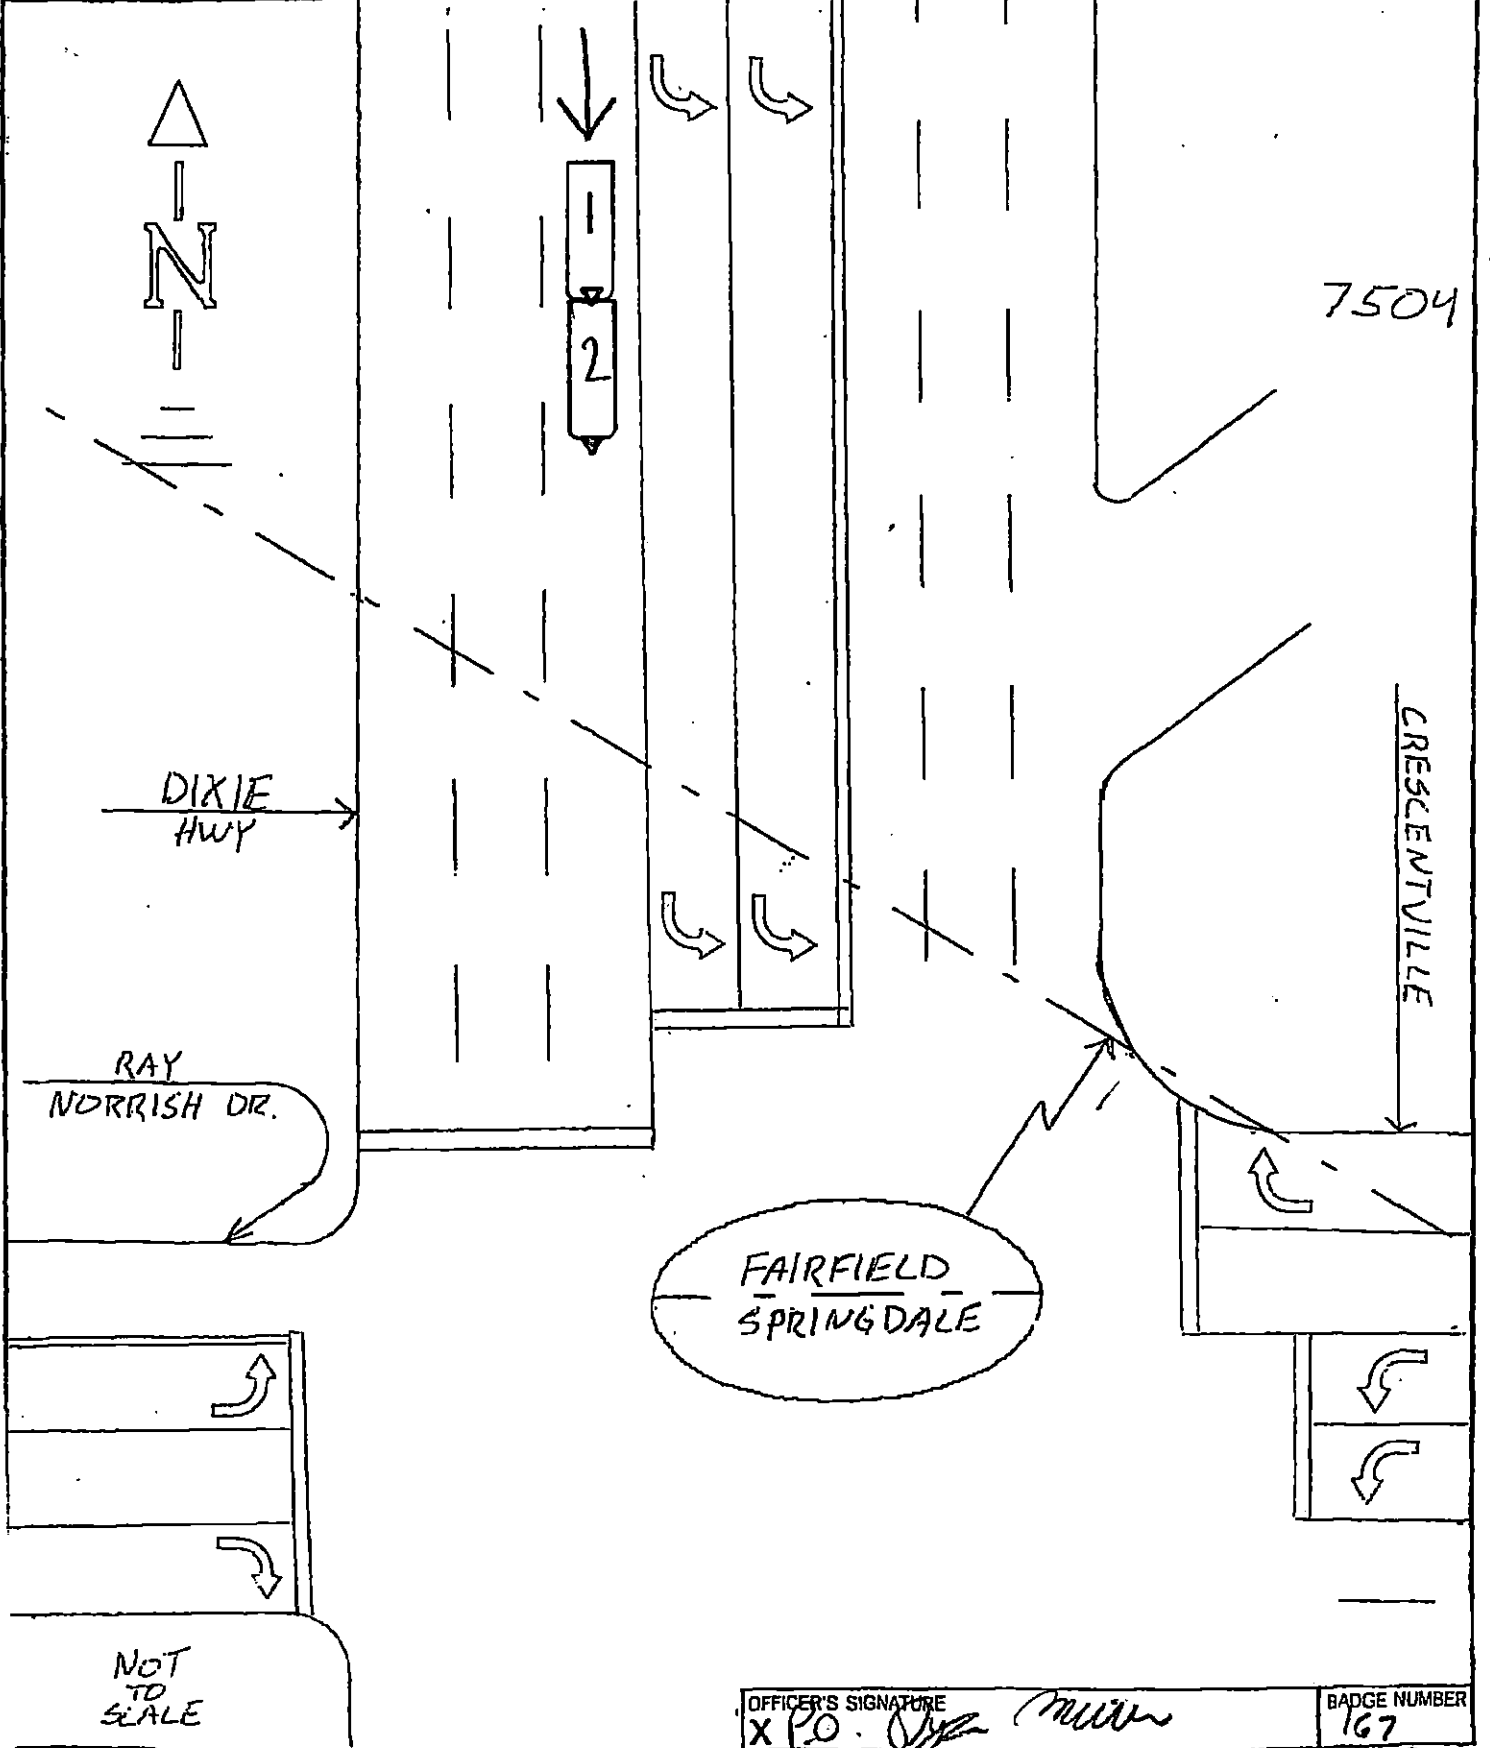 N
1
2
7504
DIXIE
HWY
CRESCENTVILLE
RAY
NORRISH DR.
FAIRFIELD
SPRINGDALE
NOT
TO
SCALE
OFFICER'S SIGNATURE
X P.O.
BADGE NUMBER
167